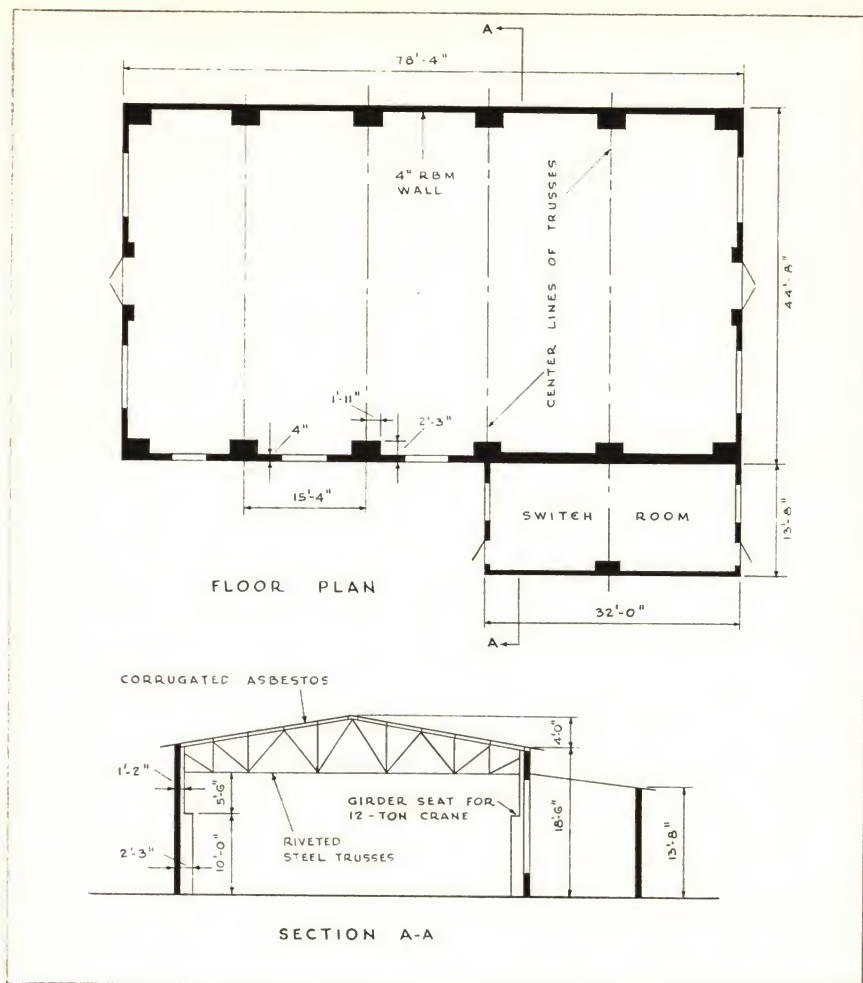 A
78'-4"
4" RBM
WALL
CENTER LINES OF TRUSSES
44'-8"
1'-11"
2'-3"
4"
15'-4"
SWITCH ROOM
13'-8"
FLOOR PLAN
32'-0"
A
CORRUGATED ASBESTOS
4'-0"
1'-2"
5'-6"
GIRDER SEAT FOR
12-TON CRANE
18'-6"
RIVETED
STEEL TRUSSES
2'-3"
10'-0"
13'-8"
SECTION A-A